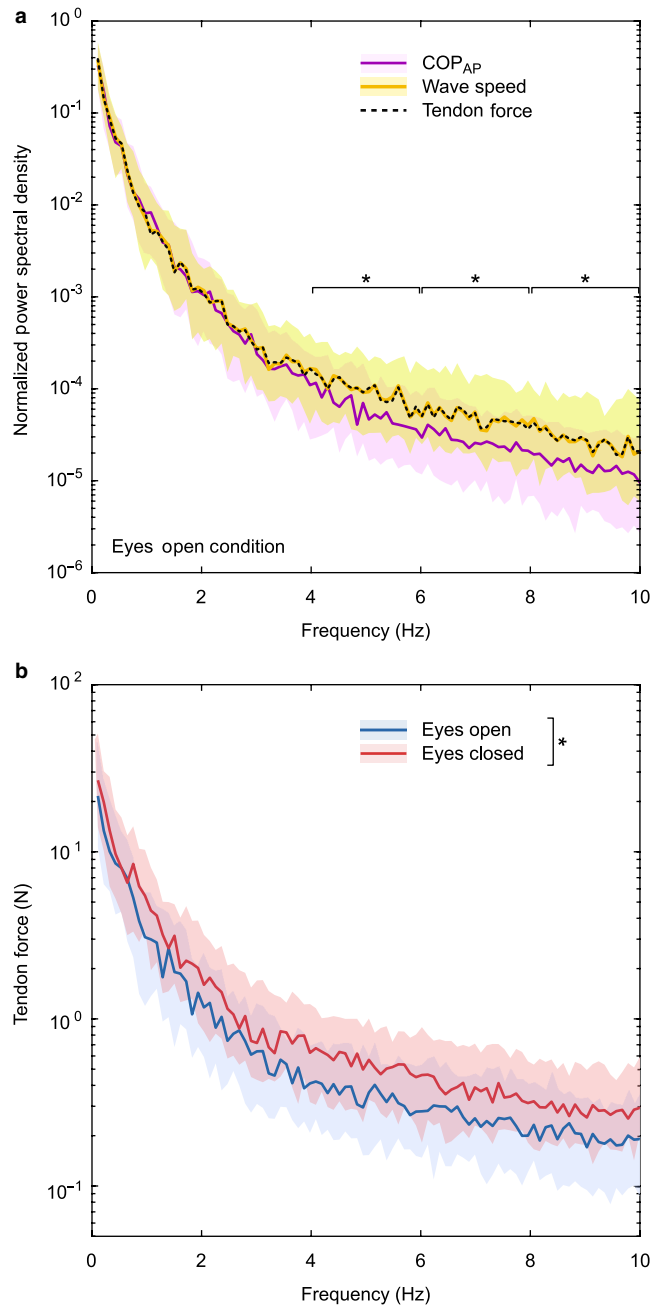 a
Normalized power spectral density
10^0
10^-1
10^-2
10^-3
10^-4
10^-5
10^-6
COP_AP
Wave speed
Tendon force
* * *
Eyes open condition
0 2 4 6 8 10
Frequency (Hz)
b
Tendon force (N)
10^2
10^1
10^0
10^-1
Eyes open
Eyes closed
*
0 2 4 6 8 10
Frequency (Hz)